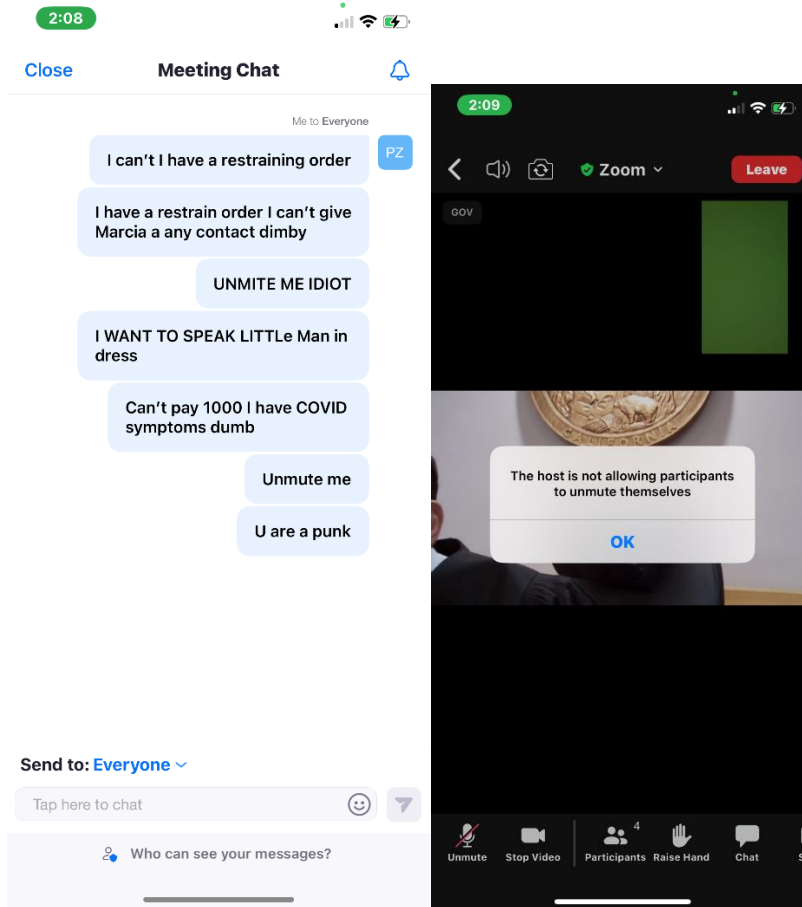 2:08
Close
Meeting Chat
Me to Everyone
PZ
I can't I have a restraining order
I have a restrain order I can't give
Marcia a any contact dimby
UNMITE ME IDIOT
I WANT TO SPEAK LITTLe Man in
dress
Can't pay 1000 I have COVID
symptoms dumb
Unmute me
U are a punk
Send to: Everyone
Tap here to chat
Who can see your messages?
2:09
Zoom
Leave
GOV
CALIFORNIA
The host is not allowing participants
to unmute themselves
OK
4
Unmute
Stop Video
Participants
Raise Hand
Chat